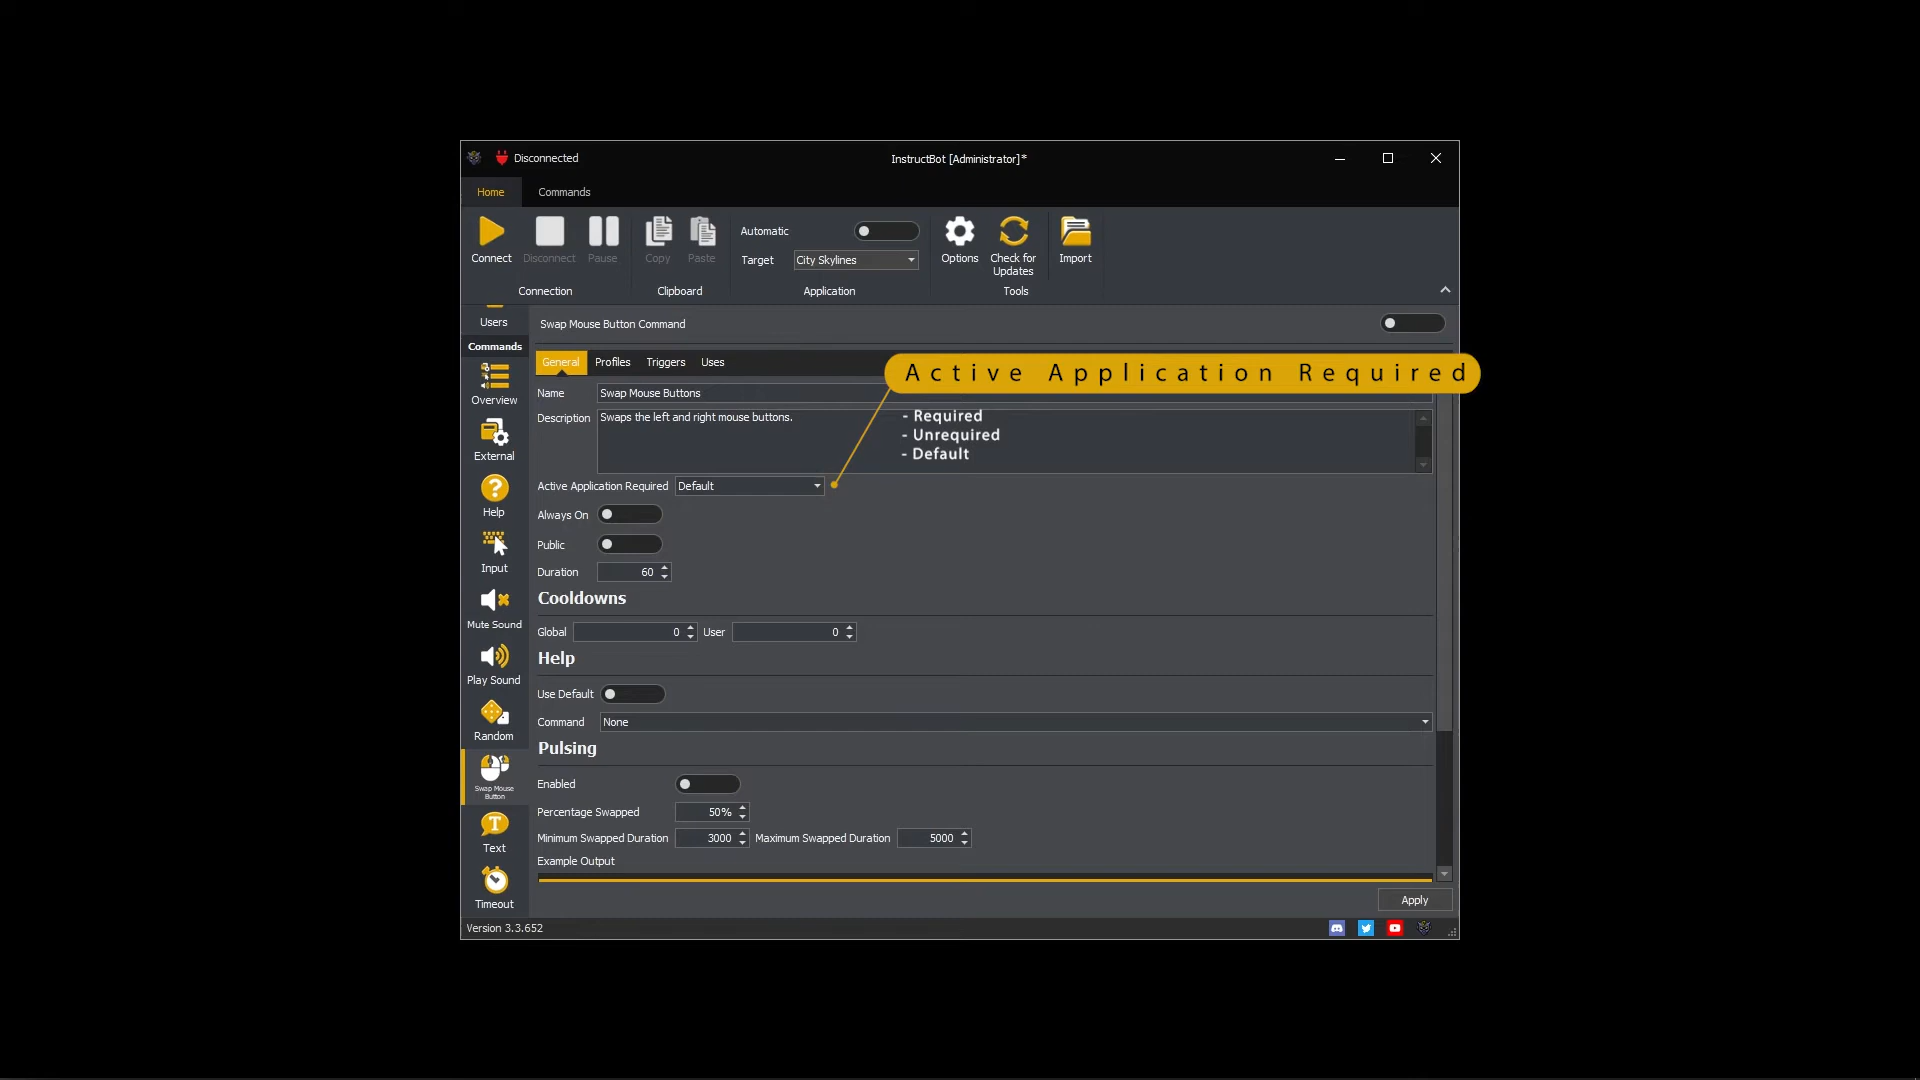 Disconnected
InstructBot [Administrator]*
Home Commands
Connect Disconnect Pause Copy Paste
Automatic
Target City Skylines
Options Check for Updates Import
Connection Clipboard Application Tools
Users
Commands
Overview
External
Help
Input
Mute Sound
Play Sound
Random
Swap Mouse
Button
Text
Timeout
Swap Mouse Button Command
General Profiles Triggers Uses
Active Application Required
Name Swap Mouse Buttons
Description Swaps the left and right mouse buttons.
- Required
- Unrequired
- Default
Active Application Required Default
Always On
Public
Duration 60
Cooldowns
Global 0 User 0
Help
Use Default
Command None
Pulsing
Enabled
Percentage Swapped 50%
Minimum Swapped Duration 3000 Maximum Swapped Duration 5000
Example Output
Apply
Version 3.3.652